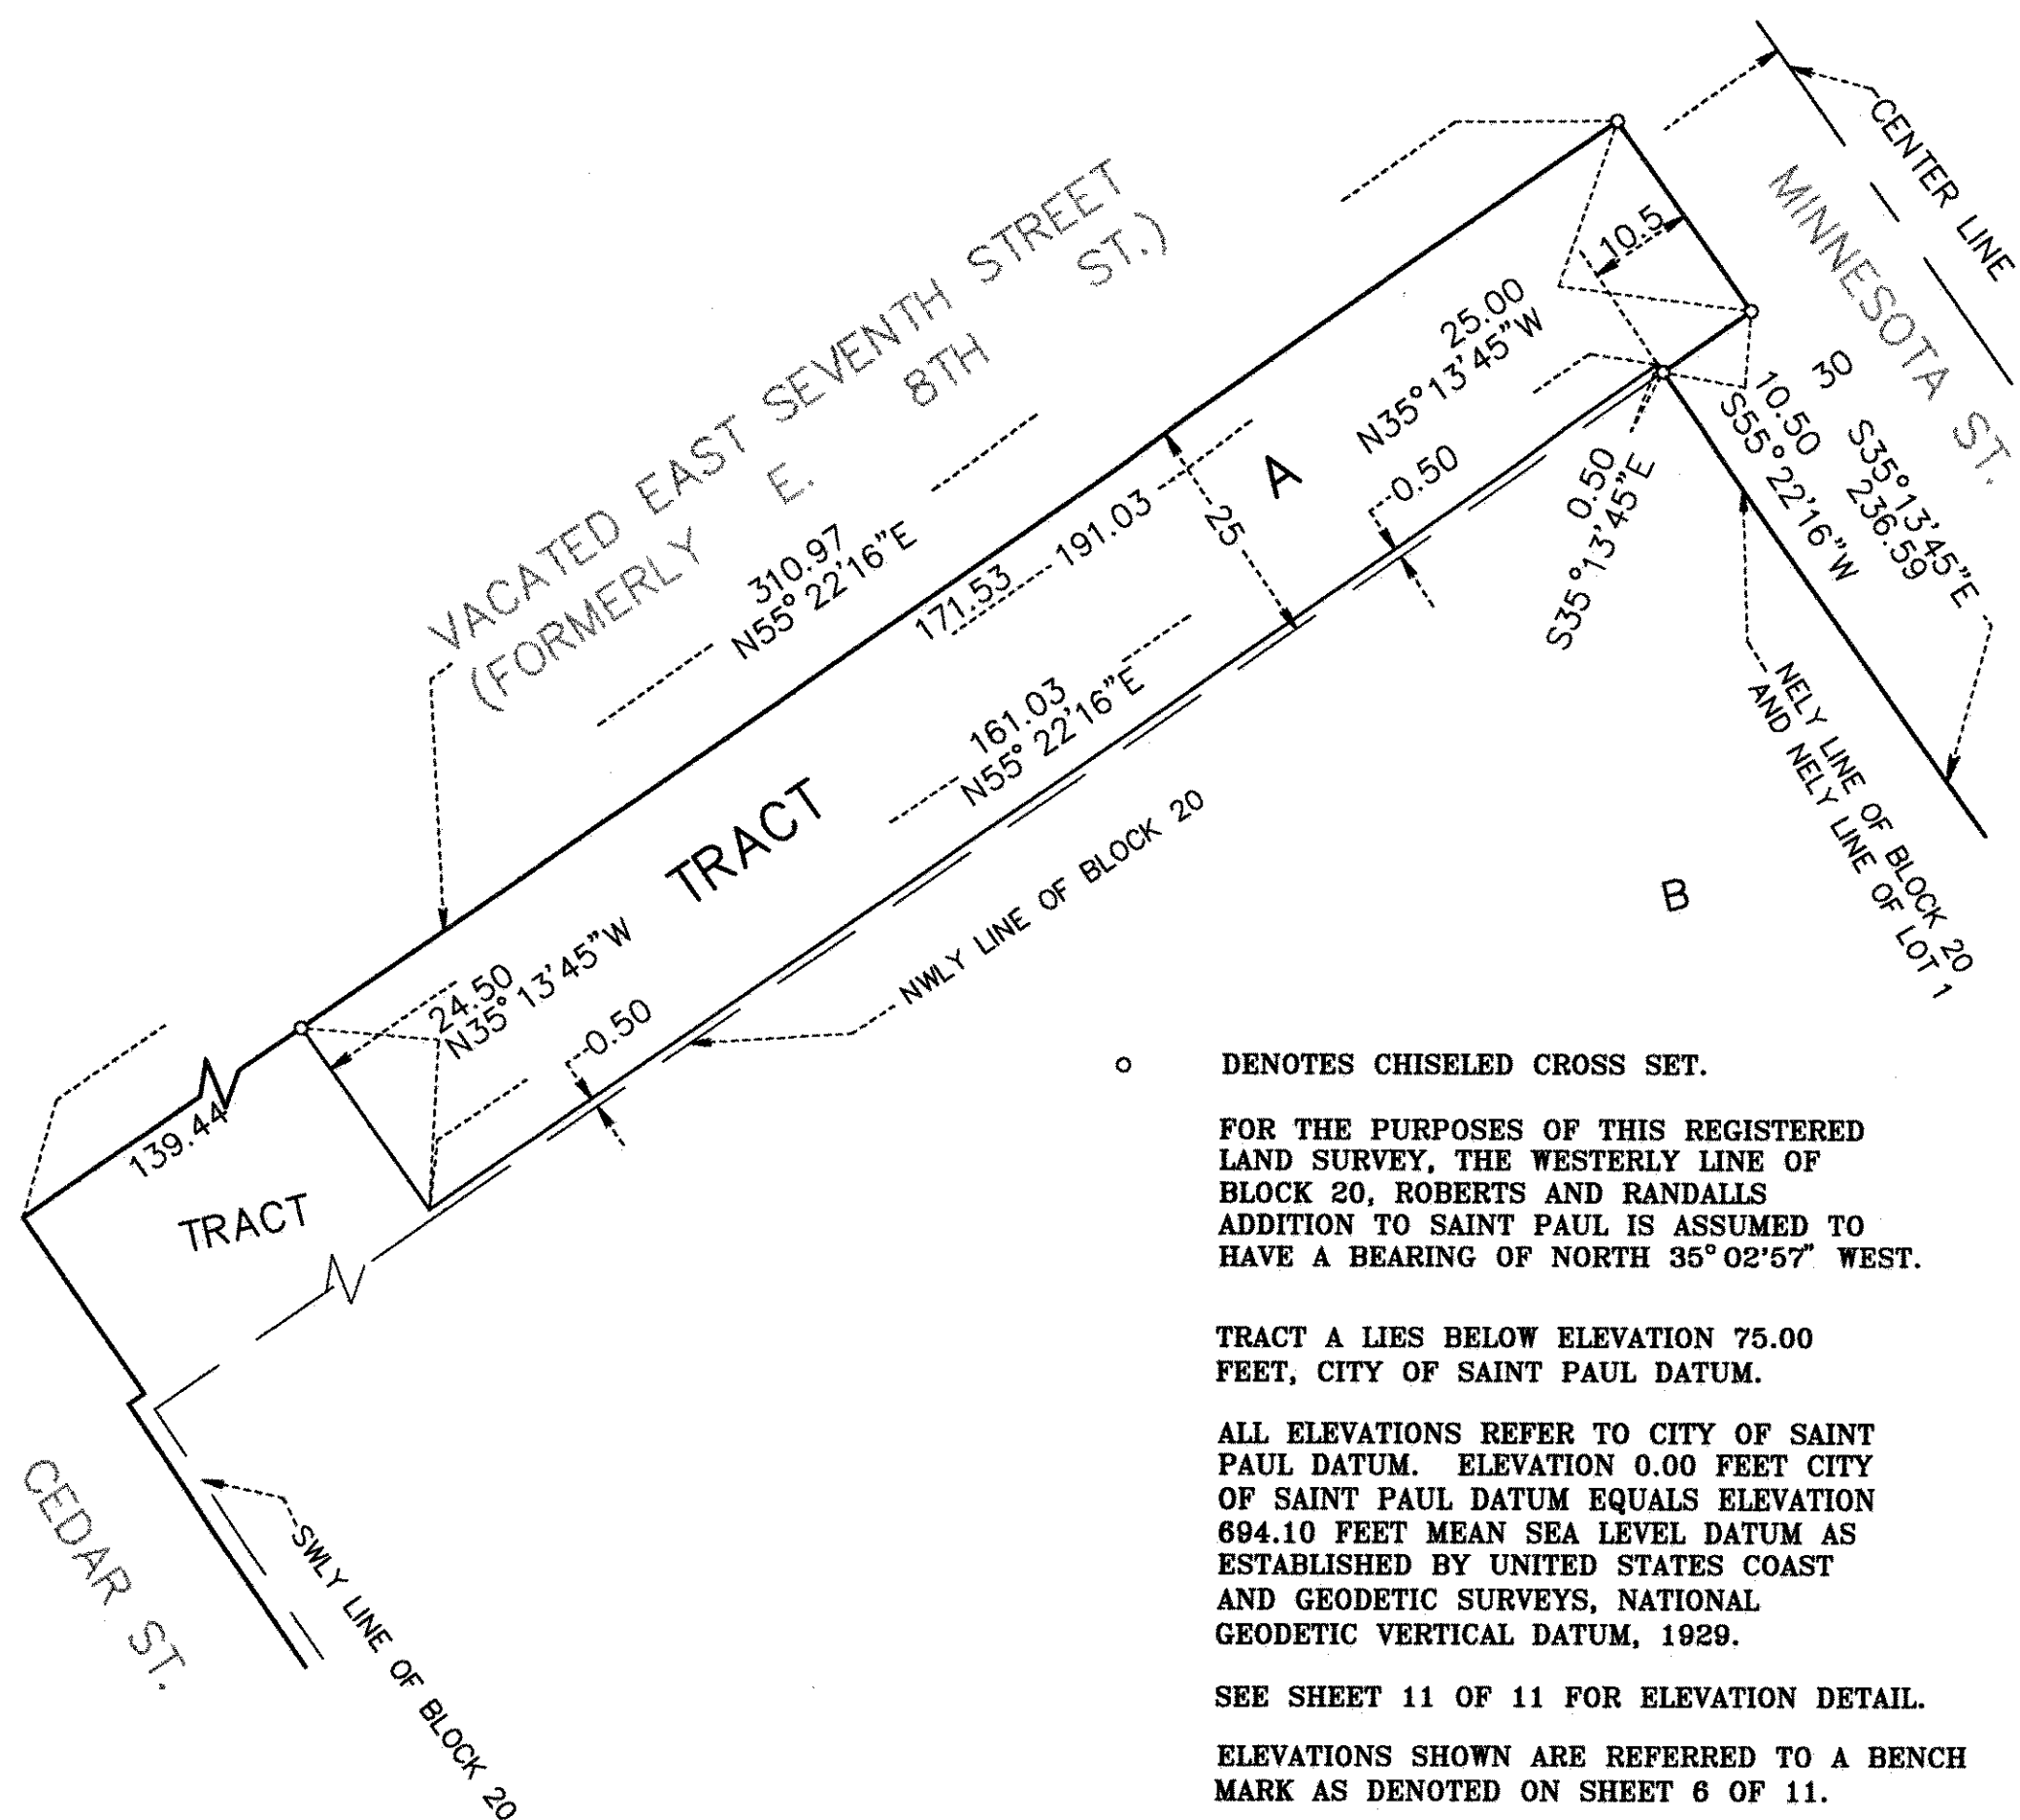 CENTER LINE
MINNESOTA ST.
VACATED EAST SEVENTH STREET
(FORMERLY E. 8TH ST.)
10.5
25.00
N35°13'45"W
30
10.50
S55°22'16"W
S35°13'45"E
236.59
A
0.50
0.50
S35°13'45"E
310.97
N55°22'16"E
171.53
191.03
25
161.03
N55°22'16"E
NELY LINE OF BLOCK 20
AND NELY LINE OF LOT 1
TRACT
NWLY LINE OF BLOCK 20
B
24.50
N35°13'45"W
0.50
139.44
TRACT
CEDAR ST.
SWLY LINE OF BLOCK 20
DENOTES CHISELED CROSS SET.
FOR THE PURPOSES OF THIS REGISTERED
LAND SURVEY, THE WESTERLY LINE OF
BLOCK 20, ROBERTS AND RANDALLS
ADDITION TO SAINT PAUL IS ASSUMED TO
HAVE A BEARING OF NORTH 35°02'57" WEST.
TRACT A LIES BELOW ELEVATION 75.00
FEET, CITY OF SAINT PAUL DATUM.
ALL ELEVATIONS REFER TO CITY OF SAINT
PAUL DATUM. ELEVATION 0.00 FEET CITY
OF SAINT PAUL DATUM EQUALS ELEVATION
694.10 FEET MEAN SEA LEVEL DATUM AS
ESTABLISHED BY UNITED STATES COAST
AND GEODETIC SURVEYS, NATIONAL
GEODETIC VERTICAL DATUM, 1929.
SEE SHEET 11 OF 11 FOR ELEVATION DETAIL.
ELEVATIONS SHOWN ARE REFERRED TO A BENCH
MARK AS DENOTED ON SHEET 6 OF 11.